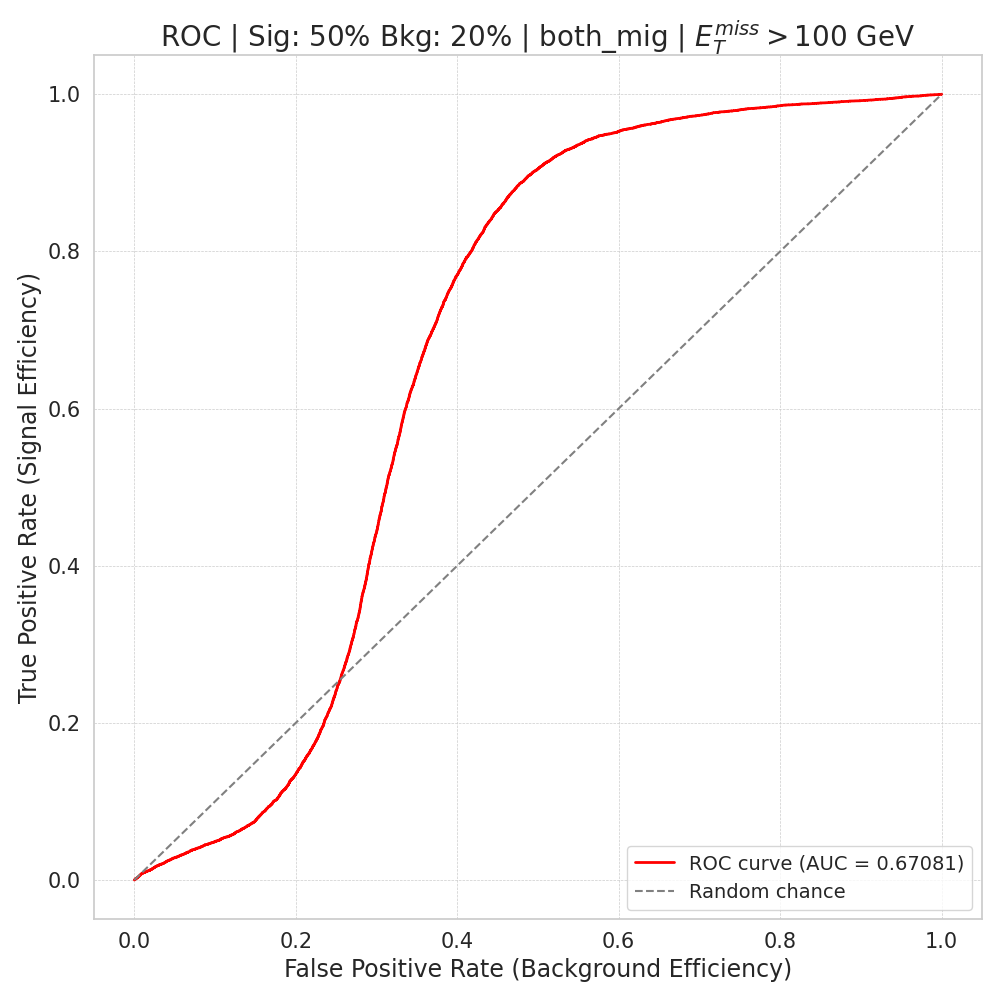 ROC | Sig: 50% Bkg: 20% | both_mig | $E_T^{miss} > 100$ GeV
True Positive Rate (Signal Efficiency)
1.0
0.8
0.6
0.4
0.2
0.0
ROC curve (AUC = 0.67081)
Random chance
0.0 0.2 0.4 0.6 0.8 1.0
False Positive Rate (Background Efficiency)